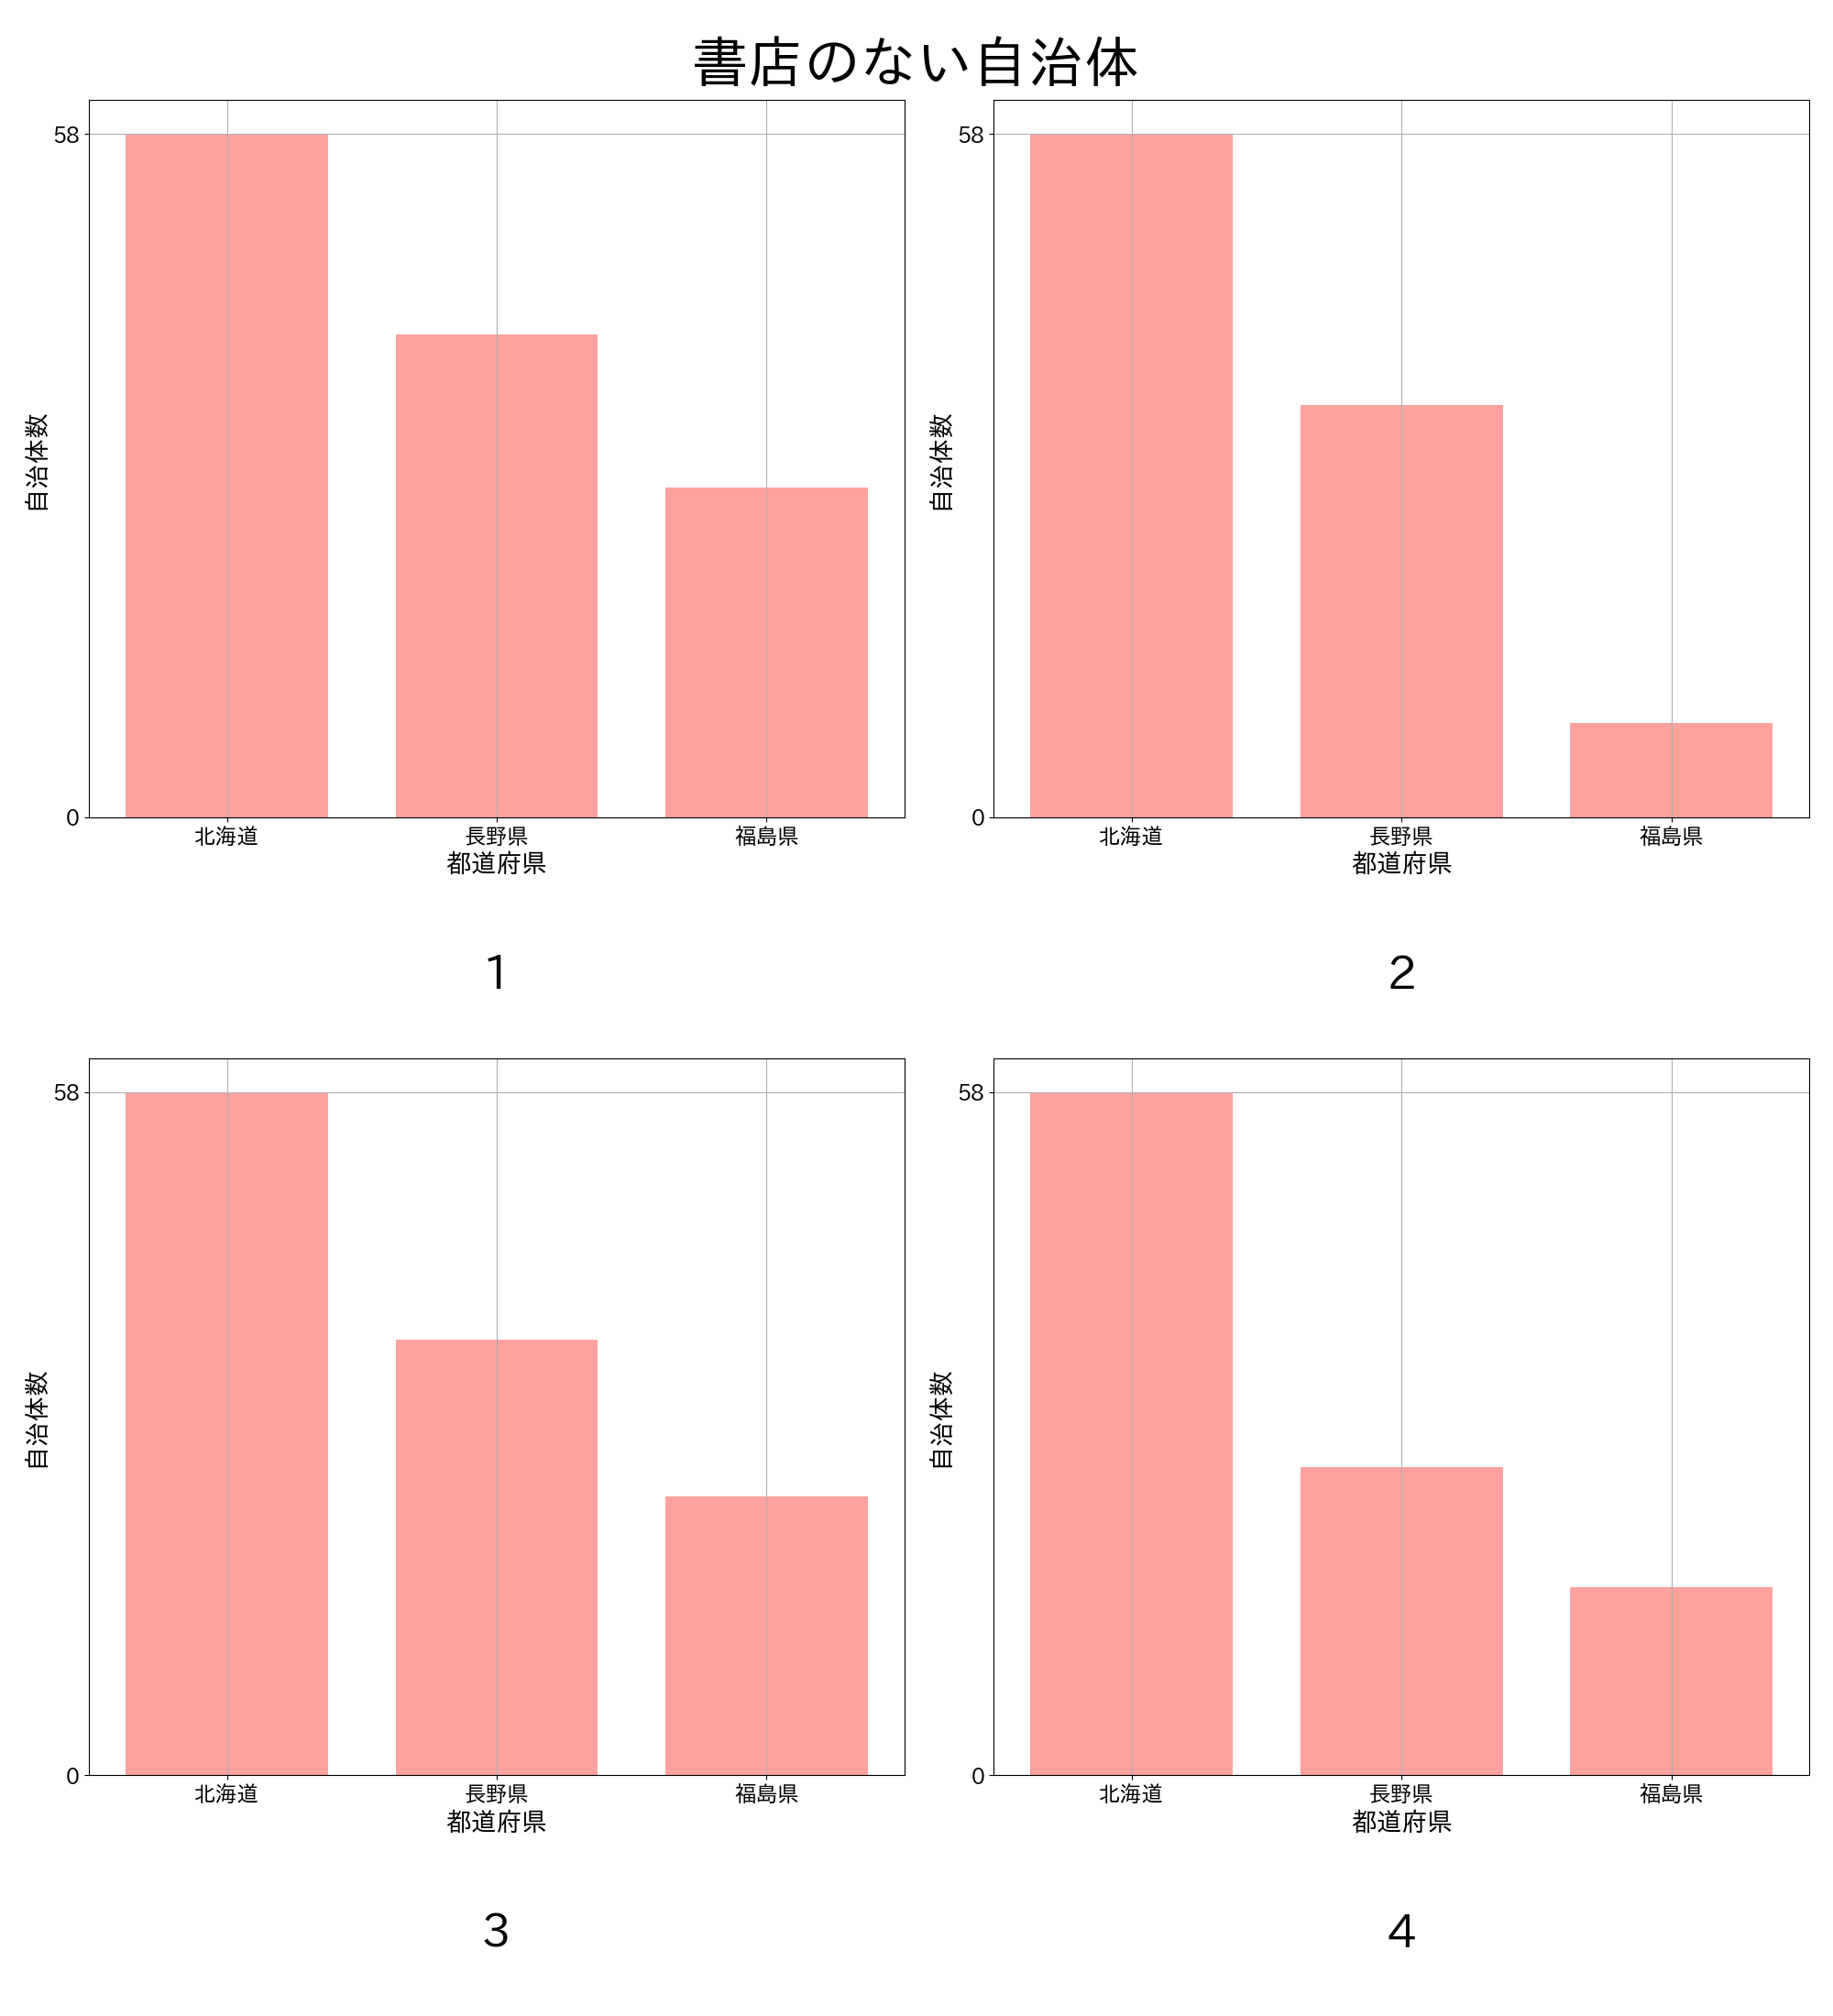 書店のない自治体
58
0
自治体数
北海道 長野県 福島県
都道府県
1
58
0
自治体数
北海道 長野県 福島県
都道府県
2
58
0
自治体数
北海道 長野県 福島県
都道府県
3
58
0
自治体数
北海道 長野県 福島県
都道府県
4